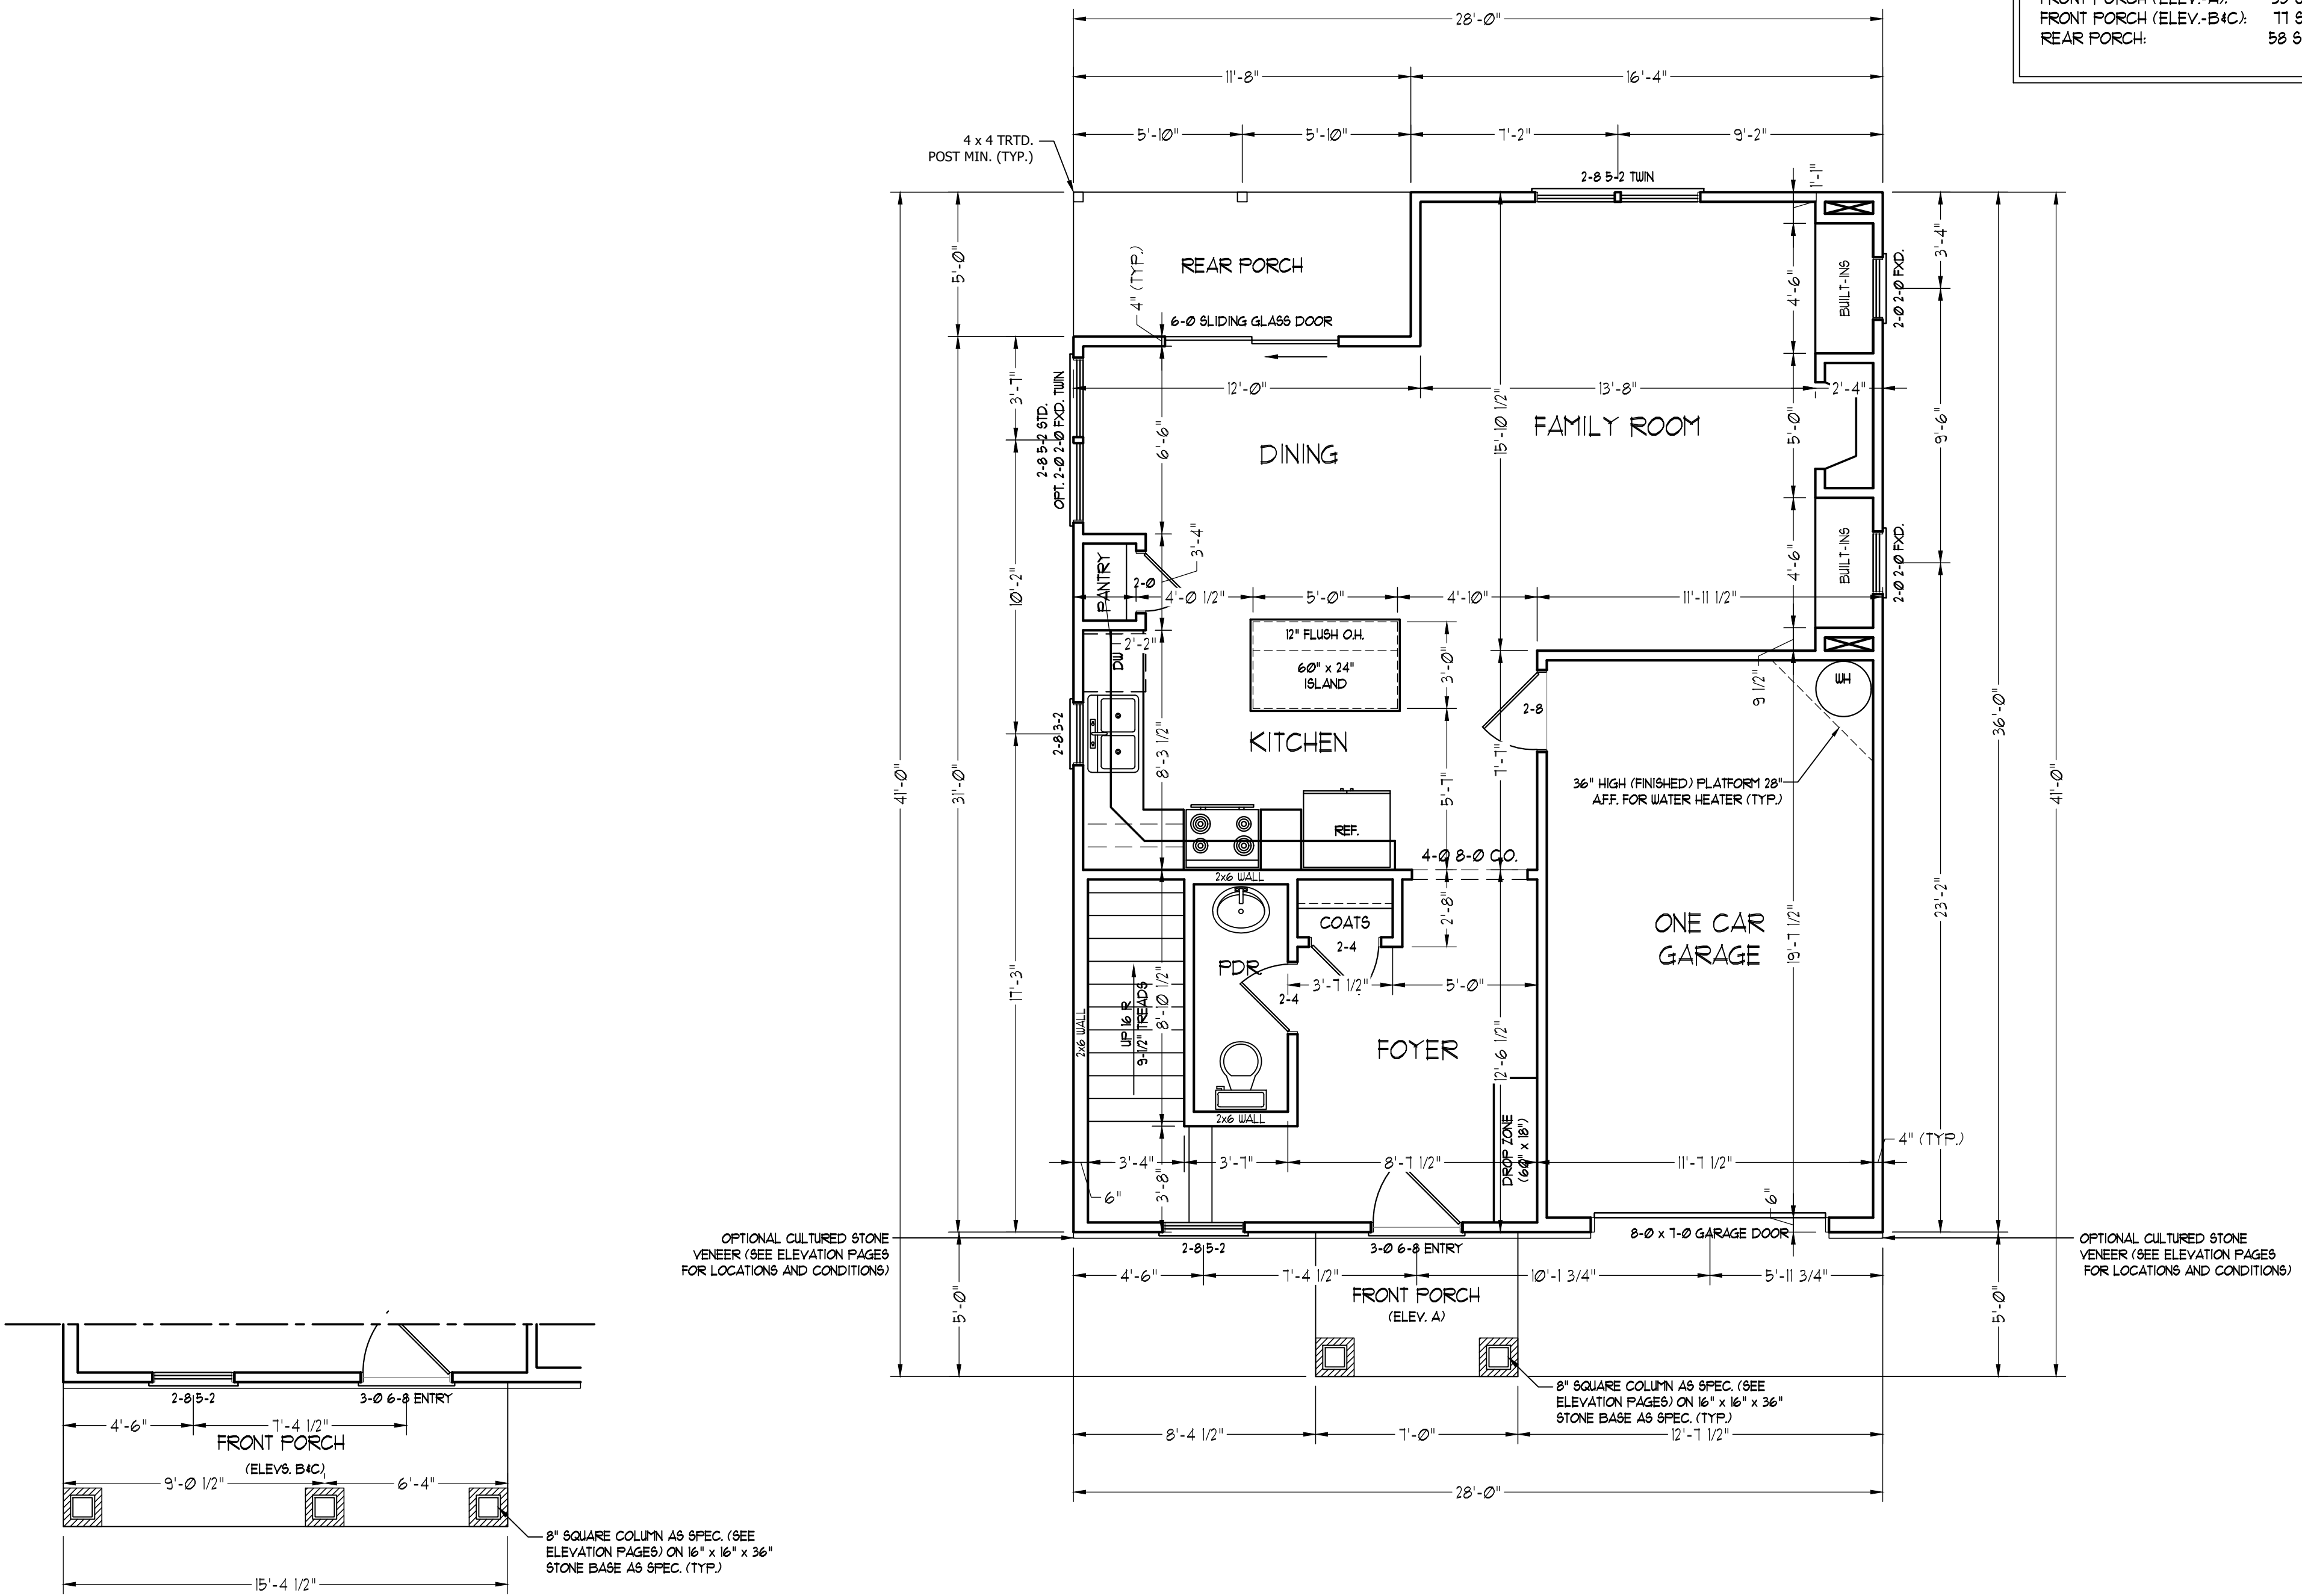 FRONT PORCH (ELEV.-B&C): 77 S
REAR PORCH: 58 S
28'-0"
11'-8" 16'-4"
5'-10" 5'-10" 7'-2" 9'-2"
4 x 4 TRTD.
POST MIN. (TYP.)
2-8 5-2 TWIN
1'-1"
5'-0"
REAR PORCH
4" (TYP.)
6-0 SLIDING GLASS DOOR
4'-6"
BUILT-INS
2-0 2-0 FXD.
3'-4"
3'-7"
2-8 5-2 STD.
OPT. 2-0 2-0 FXD. TWIN
12'-0" 13'-8" 2'-4"
6'-6"
15'-10 1/2"
DINING
FAMILY ROOM
5'-0"
9'-6"
10'-2"
PANTRY
2-0
3'-4"
4'-0 1/2" 5'-0" 4'-10" 11'-11 1/2"
4'-6"
BUILT-INS
2-0 2-0 FXD.
2'-2"
DW
12" FLUSH O.H.
60" x 24"
ISLAND
3'-0"
9 1/2"
WH
2-8
2-8 3-2
8'-3 1/2"
KITCHEN
7'-7"
5'-7"
36" HIGH (FINISHED) PLATFORM 28"
A.F.F. FOR WATER HEATER (TYP.)
41'-0"
31'-0"
36'-0"
41'-0"
REF.
4-0 8-0 C.O.
2x6 WALL
COATS
2-4
2'-8"
ONE CAR
GARAGE
19'-7 1/2"
23'-2"
17'-3"
PDR.
2-4
3'-7 1/2" 5'-0"
2x6 WALL
UP 16 R
9-1/2" TREADS
8'-10 1/2"
FOYER
12'-6 1/2"
2x6 WALL
DROP ZONE
(60" x 18")
4" (TYP.)
3'-4" 3'-7" 8'-7 1/2" 11'-7 1/2"
6"
3'-8"
6"
OPTIONAL CULTURED STONE
VENEER (SEE ELEVATION PAGES
FOR LOCATIONS AND CONDITIONS)
2-8 5-2
3-0 6-8 ENTRY
8-0 x 7-0 GARAGE DOOR
OPTIONAL CULTURED STONE
VENEER (SEE ELEVATION PAGES
FOR LOCATIONS AND CONDITIONS)
4'-6" 7'-4 1/2" 10'-1 3/4" 5'-11 3/4"
5'-0"
FRONT PORCH
(ELEV. A)
5'-0"
8" SQUARE COLUMN AS SPEC. (SEE
ELEVATION PAGES) ON 16" x 16" x 36"
STONE BASE AS SPEC. (TYP.)
8'-4 1/2" 7'-0" 12'-7 1/2"
28'-0"
2-8 5-2
3-0 6-8 ENTRY
4'-6" 7'-4 1/2"
FRONT PORCH
(ELEVS. B&C)
9'-0 1/2" 6'-4"
8" SQUARE COLUMN AS SPEC. (SEE
ELEVATION PAGES) ON 16" x 16" x 36"
STONE BASE AS SPEC. (TYP.)
15'-4 1/2"